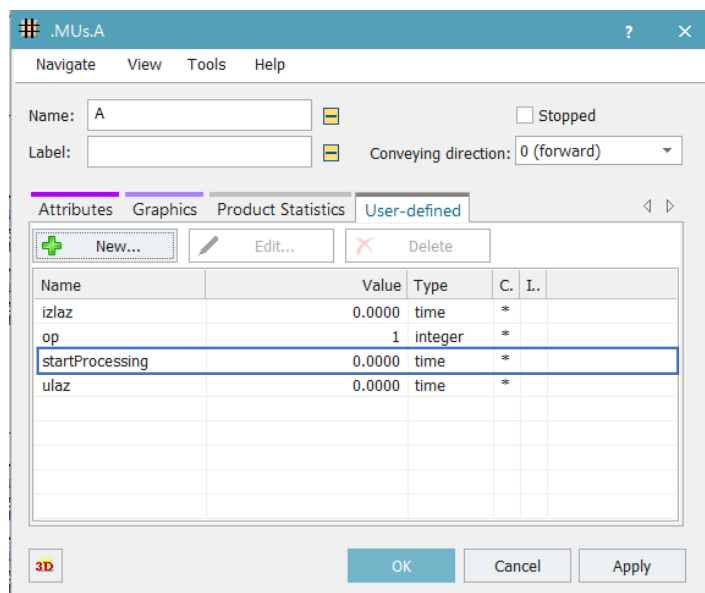 .MUs.A ? ×
Navigate View Tools Help
Name: A Stopped
Label: Conveying direction: 0 (forward)
Attributes Graphics Product Statistics User-defined
New... Edit... Delete
Name Value Type C. I..
izlaz 0.0000 time *
op 1 integer *
startProcessing 0.0000 time *
ulaz 0.0000 time *
3D OK Cancel Apply